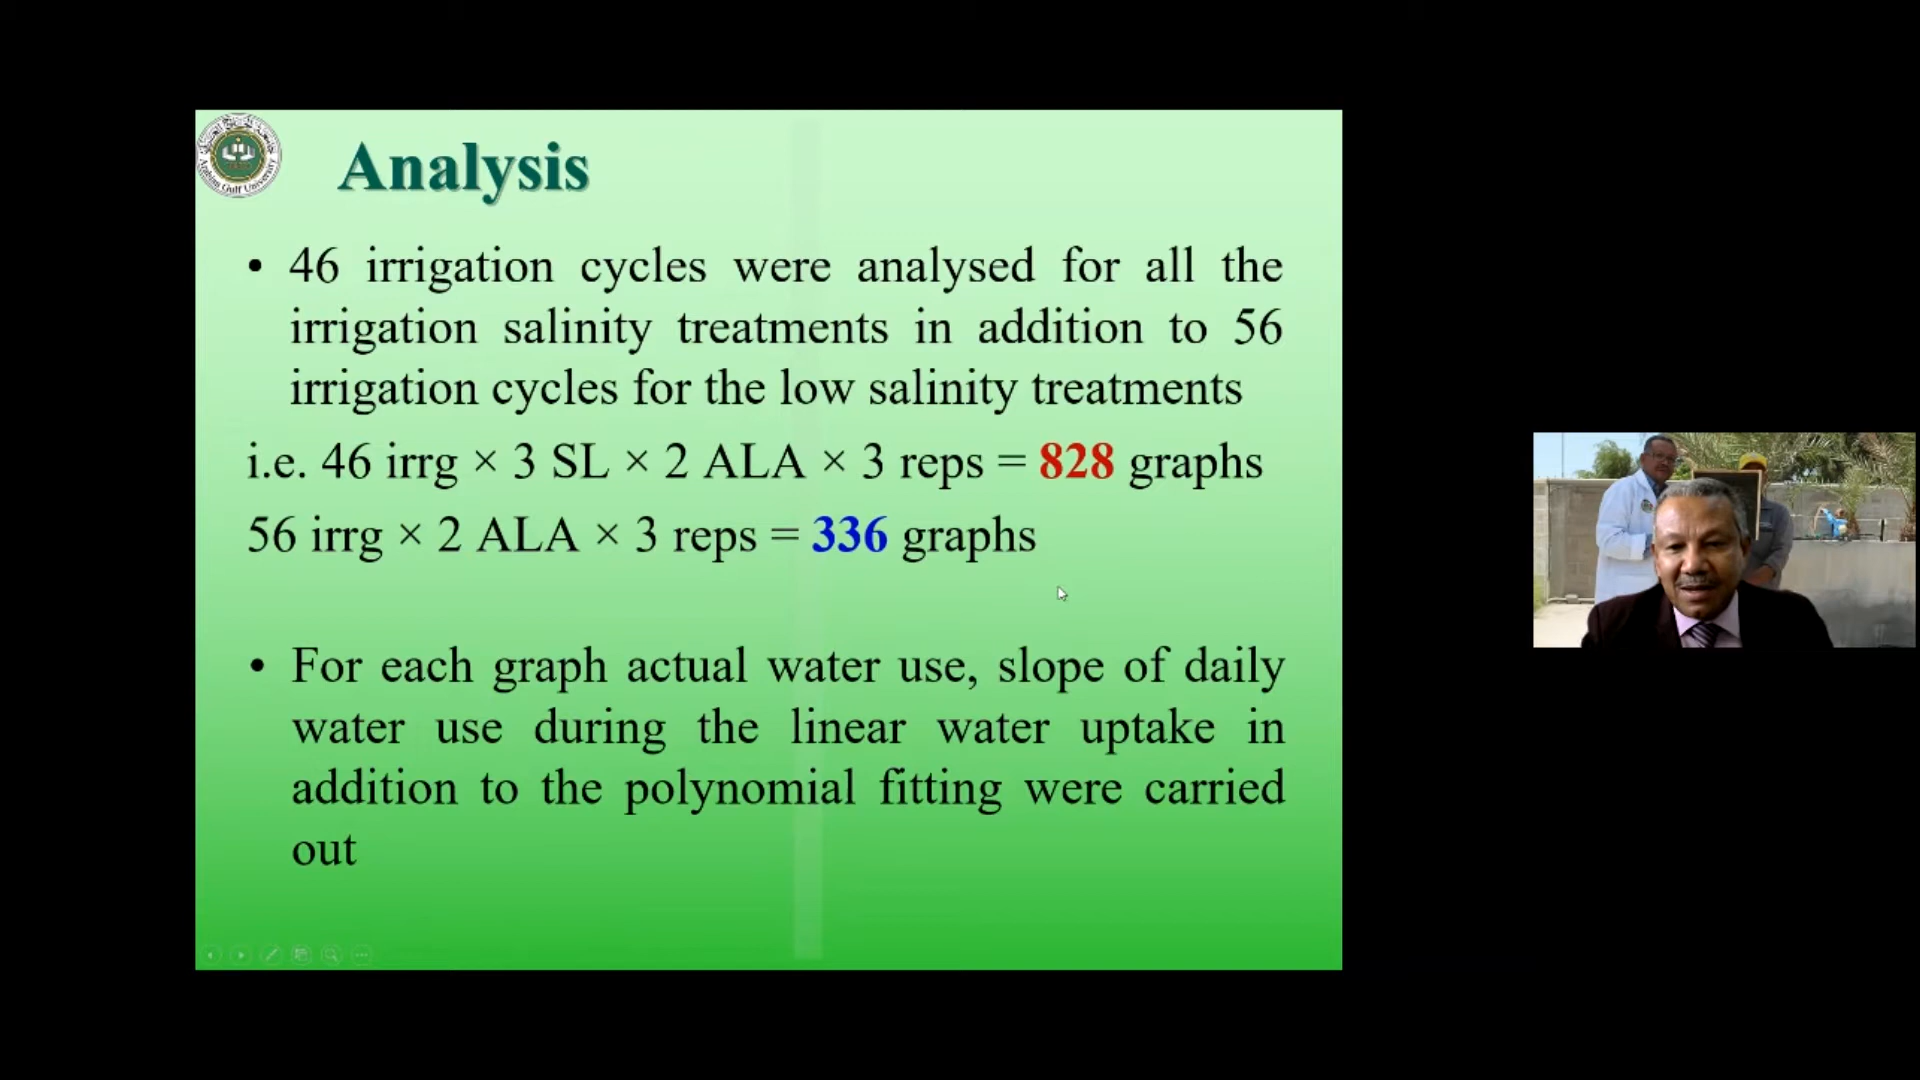 Arabian Gulf University
Analysis
• 46 irrigation cycles were analysed for all the
irrigation salinity treatments in addition to 56
irrigation cycles for the low salinity treatments
i.e. 46 irrg × 3 SL × 2 ALA × 3 reps = 828 graphs
56 irrg × 2 ALA × 3 reps = 336 graphs
• For each graph actual water use, slope of daily
water use during the linear water uptake in
addition to the polynomial fitting were carried
out